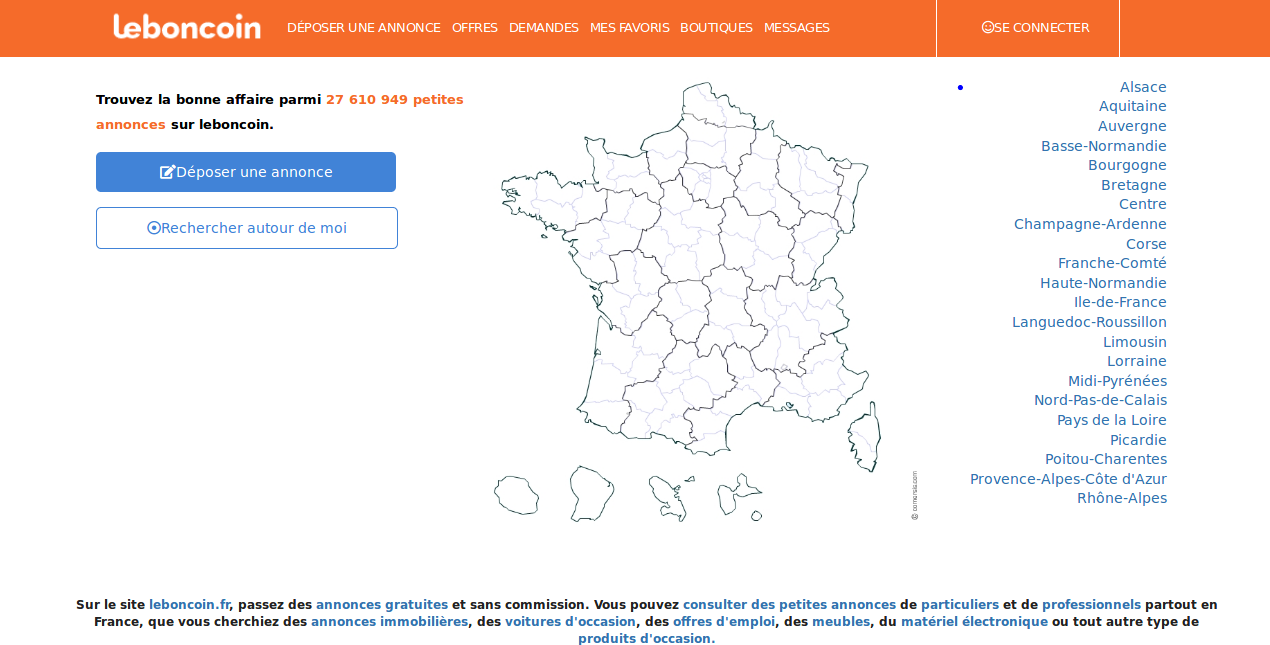 leboncoin DÉPOSER UNE ANNONCE OFFRES DEMANDES MES FAVORIS BOUTIQUES MESSAGES SE CONNECTER
Trouvez la bonne affaire parmi 27 610 949 petites
annonces sur leboncoin.
Déposer une annonce
Rechercher autour de moi
© comersis.com
Alsace
Aquitaine
Auvergne
Basse-Normandie
Bourgogne
Bretagne
Centre
Champagne-Ardenne
Corse
Franche-Comté
Haute-Normandie
Ile-de-France
Languedoc-Roussillon
Limousin
Lorraine
Midi-Pyrénées
Nord-Pas-de-Calais
Pays de la Loire
Picardie
Poitou-Charentes
Provence-Alpes-Côte d'Azur
Rhône-Alpes
Sur le site leboncoin.fr, passez des annonces gratuites et sans commission. Vous pouvez consulter des petites annonces de particuliers et de professionnels partout en
France, que vous cherchiez des annonces immobilières, des voitures d'occasion, des offres d'emploi, des meubles, du matériel électronique ou tout autre type de
produits d'occasion.